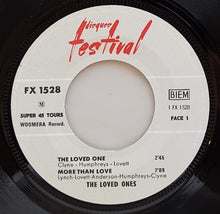 disques
festival
FX 1528
BIEM
SUPER 45 TOURS
1 FX 1528
WOOMERA Record.
FACE 1
THE LOVED ONE 2'45
Clyne - Humphreys - Lovett
MORE THAN LOVE 2'09
Lynch-Lovett-Anderson-Humphreys-Clyne
THE LOVED ONES